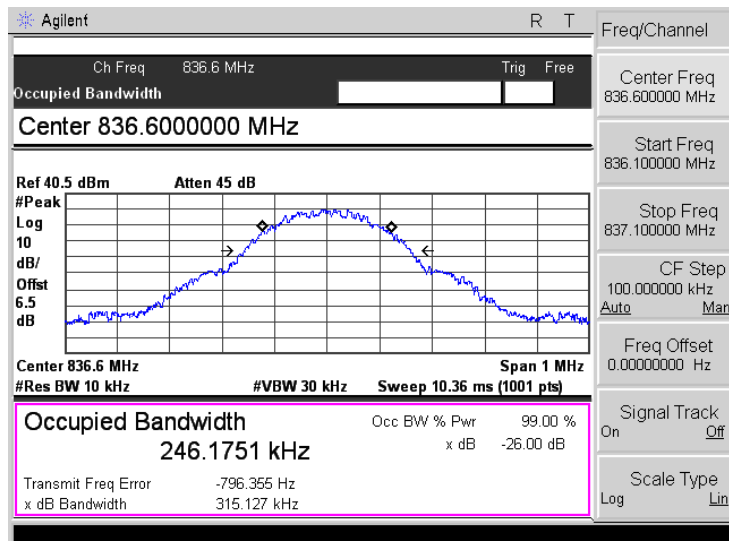 Agilent R T
Ch Freq 836.6 MHz Trig Free
Occupied Bandwidth
Center 836.6000000 MHz
Ref 40.5 dBm Atten 45 dB
#Peak
Log
10
dB/
Offst
6.5
dB
Center 836.6 MHz Span 1 MHz
#Res BW 10 kHz #VBW 30 kHz Sweep 10.36 ms (1001 pts)
Occupied Bandwidth
246.1751 kHz
Occ BW % Pwr 99.00 %
x dB -26.00 dB
Transmit Freq Error -796.355 Hz
x dB Bandwidth 315.127 kHz
Freq/Channel
Center Freq
836.600000 MHz
Start Freq
836.100000 MHz
Stop Freq
837.100000 MHz
CF Step
100.000000 kHz
Auto Man
Freq Offset
0.00000000 Hz
Signal Track
On Off
Scale Type
Log Lin